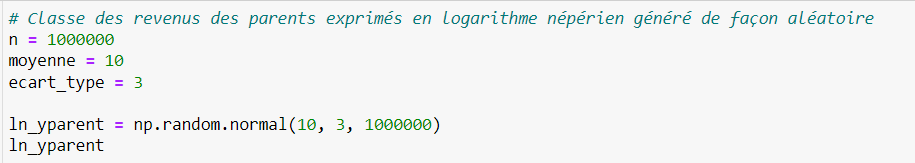 # Classe des revenus des parents exprimés en logarithme népérien généré de façon aléatoire
n = 1000000
moyenne = 10
ecart_type = 3
ln_yparent = np.random.normal(10, 3, 1000000)
ln_yparent